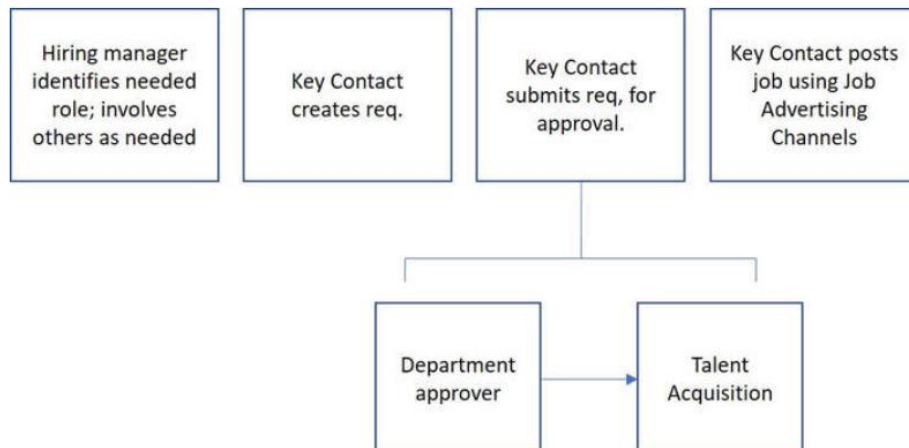 Hiring manager
identifies needed
role; involves
others as needed
Key Contact
creates req.
Key Contact
submits req, for
approval.
Key Contact posts
job using Job
Advertising
Channels
Department
approver
Talent
Acquisition